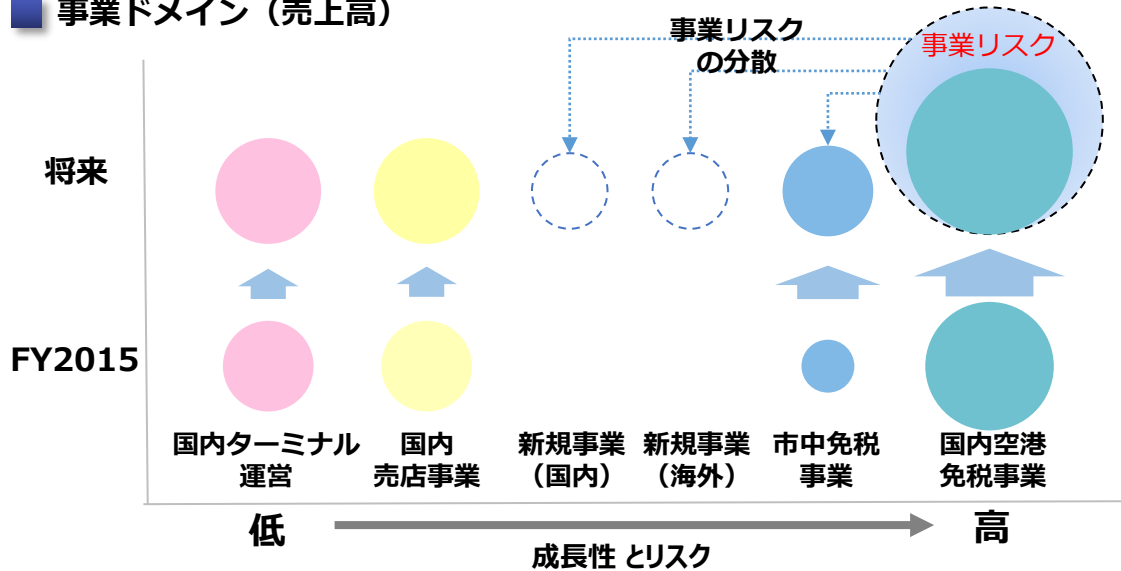 事業ドメイン（売上高）
事業リスク
の分散
事業リスク
将来
FY2015
国内ターミナル
運営
国内
売店事業
新規事業
（国内）
新規事業
（海外）
市中免税
事業
国内空港
免税事業
低
高
成長性 とリスク